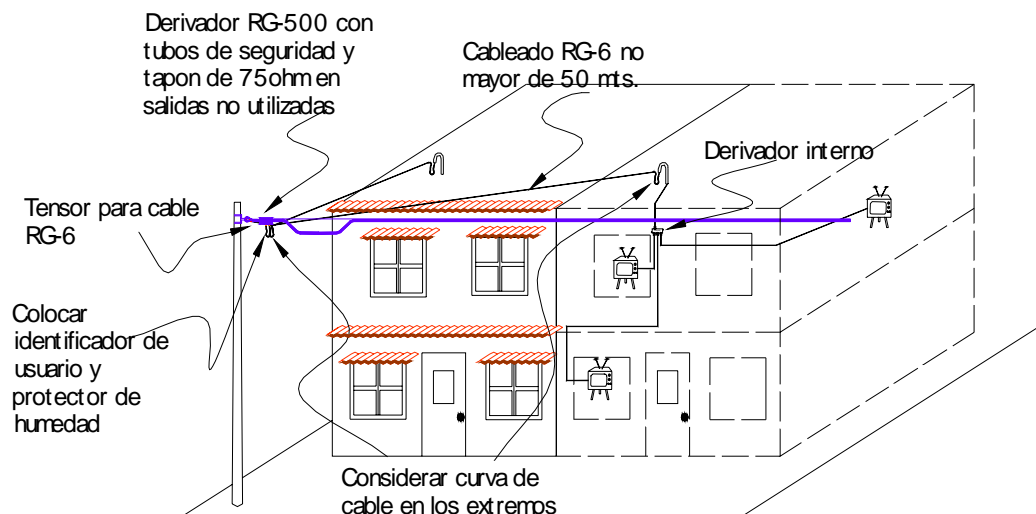 Derivador RG-500 con
tubos de seguridad y
tapon de 75ohm en
salidas no utilizadas
Cableado RG-6 no
mayor de 50 mts.
Derivador interno
Tensor para cable
RG-6
Colocar
identificador de
usuario y
protector de
humedad
Considerar curva de
cable en los extremos